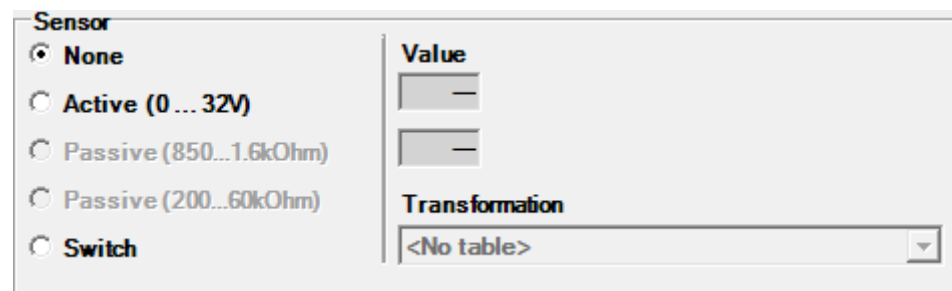 Sensor
None
Active (0 ... 32V)
Passive (850...1.6kOhm)
Passive (200...60kOhm)
Switch
Value
—
—
Transformation
<No table>